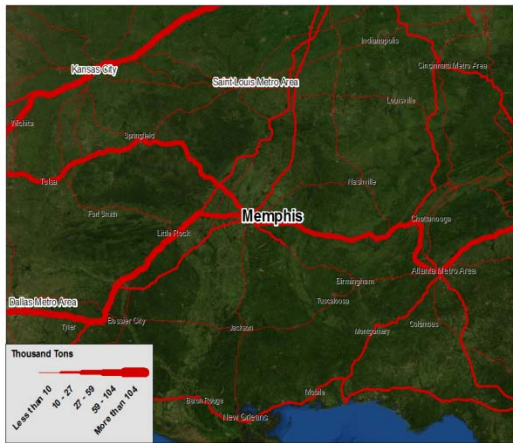 Indianapolis
Kansas City
Cincinnati Metro Area
Saint-Louis Metro Area
Louisville
Wichita
Springfield
Tulsa
Nashville
Fort Smith
Memphis
Chattanooga
Little Rock
Atlanta Metro Area
Birmingham
Dallas Metro Area
Tuscaloosa
Tyler
Bossier City
Jackson
Montgomery
Columbus
Mobile
Baton Rouge
New Orleans
Thousand Tons
Less than 10
10 - 27
27 - 59
59 - 104
More than 104